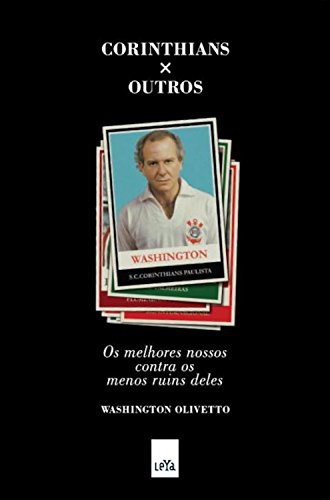 CORINTHIANS
×
OUTROS
WASHINGTON
S.C. CORINTHIANS PAULISTA
Os melhores nossos
contra os
menos ruins deles
WASHINGTON OLIVETTO
LeYa